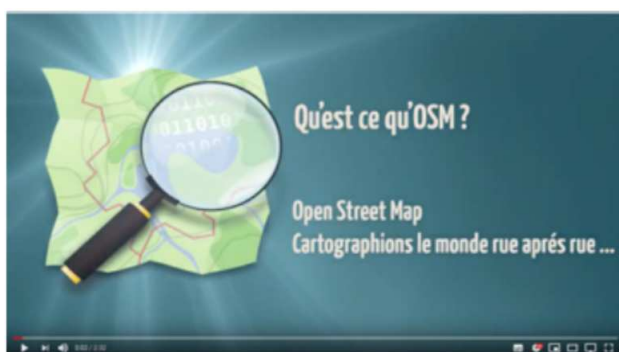 Qu'est ce qu'OSM ?
Open Street Map
Cartographions le monde rue aprés rue ...